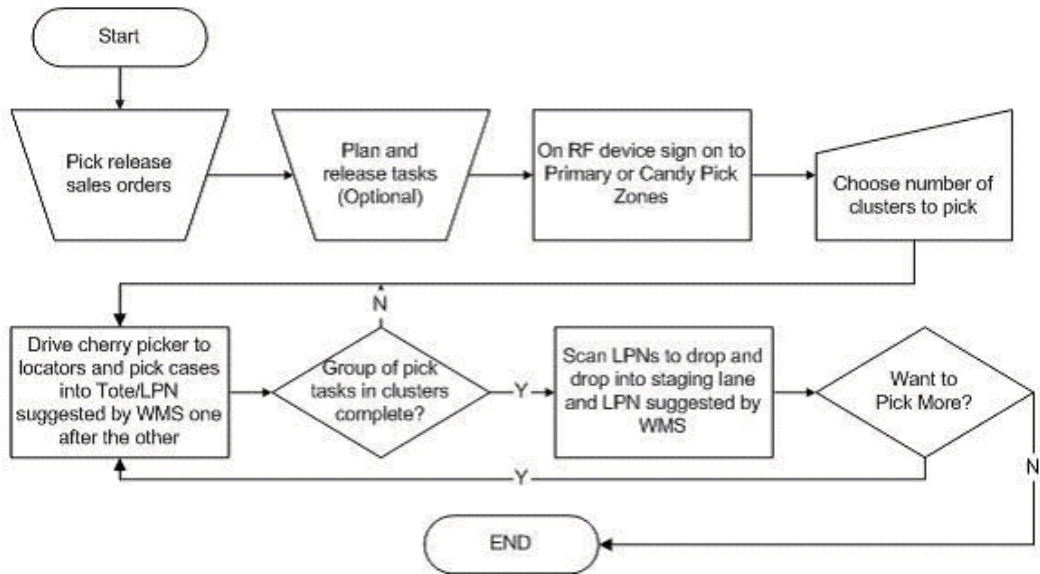 Start
Pick release
sales orders
Plan and
release tasks
(Optional)
On RF device sign on to
Primary or Candy Pick
Zones
Choose number of
clusters to pick
N
Drive cherry picker to
locators and pick cases
into Tote/LPN
suggested by WMS one
after the other
Group of pick
tasks in clusters
complete?
Y
Scan LPNs to drop and
drop into staging lane
and LPN suggested by
WMS
Want to
Pick More?
N
Y
END